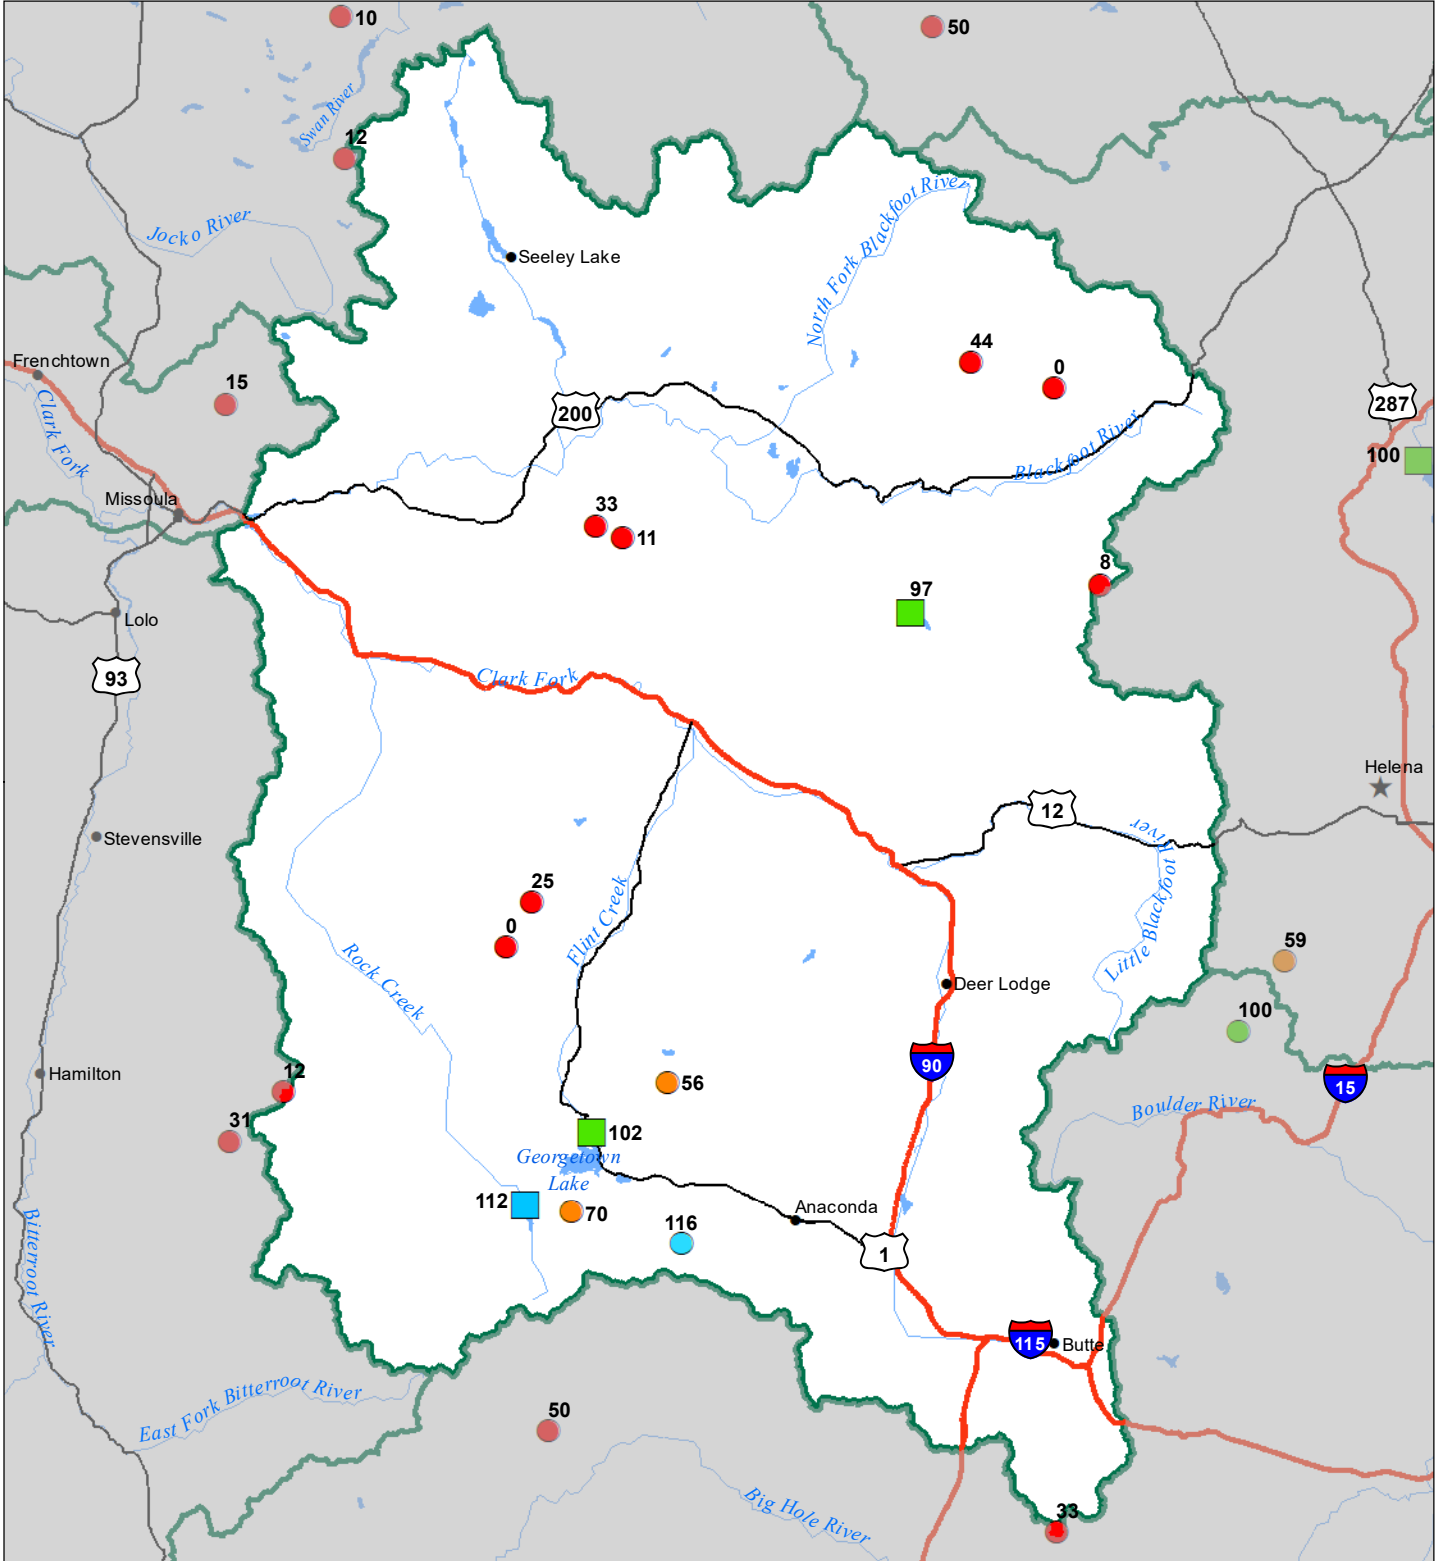 10
50
Swan River
12
Jocko River
North Fork Blackfoot River
Seeley Lake
44
0
Frenchtown
15
200
287
Clark Fork
Blackfoot River
100
Missoula
33
11
8
97
Lolo
93
Clark Fork
Helena
12
River
Stevensville
Little Blackfoot
25
Flint Creek
0
59
Rock Creek
Deer Lodge
100
90
12
Hamilton
56
15
31
Boulder River
102
Georgetown
Lake
112
70
Anaconda
116
1
Bitterroot River
115
Butte
East Fork Bitterroot River
50
Big Hole River
33